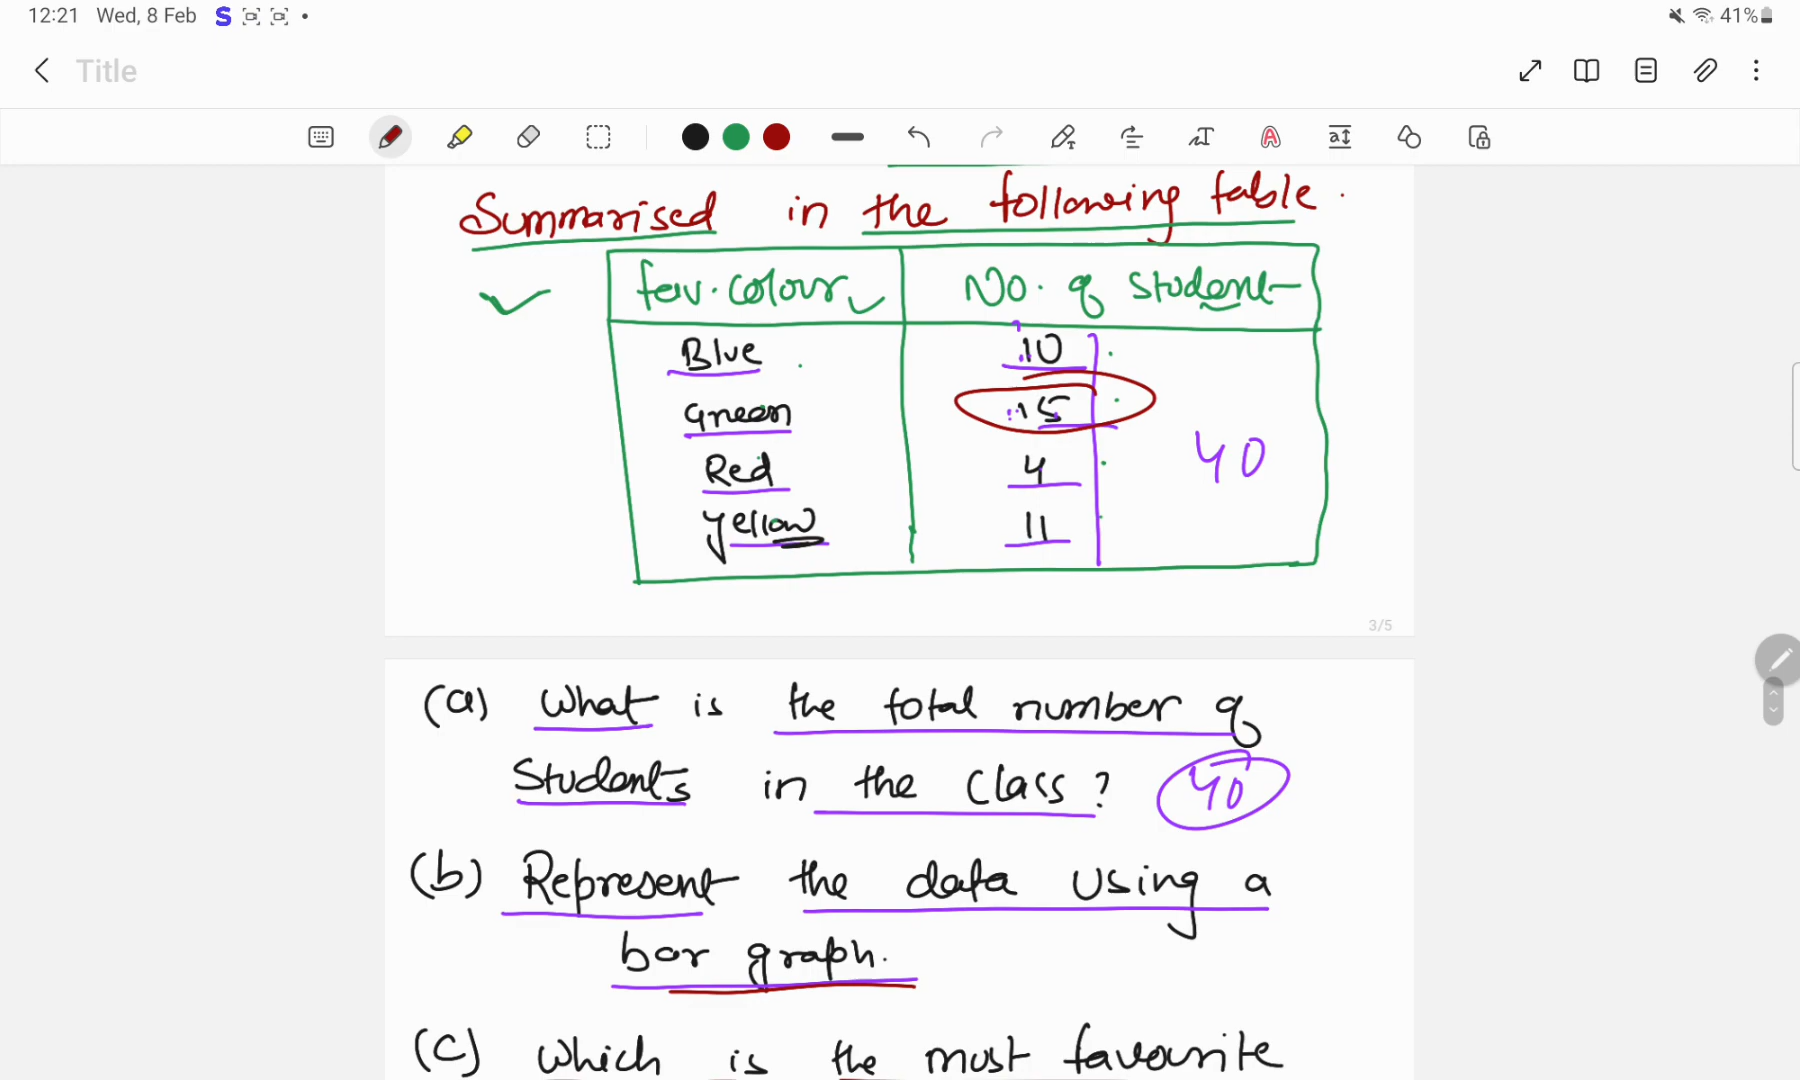 12:21 Wed, 8 Feb S 41%
Title
Summarised in the following table.
fav. colour No. of student
Blue 10
Green 15
Red 4 40
Yellow 11
3/5
(a) What is the total number of
Students in the Class? 40
(b) Represent the data using a
bar graph.
(c) Which is the most favourite